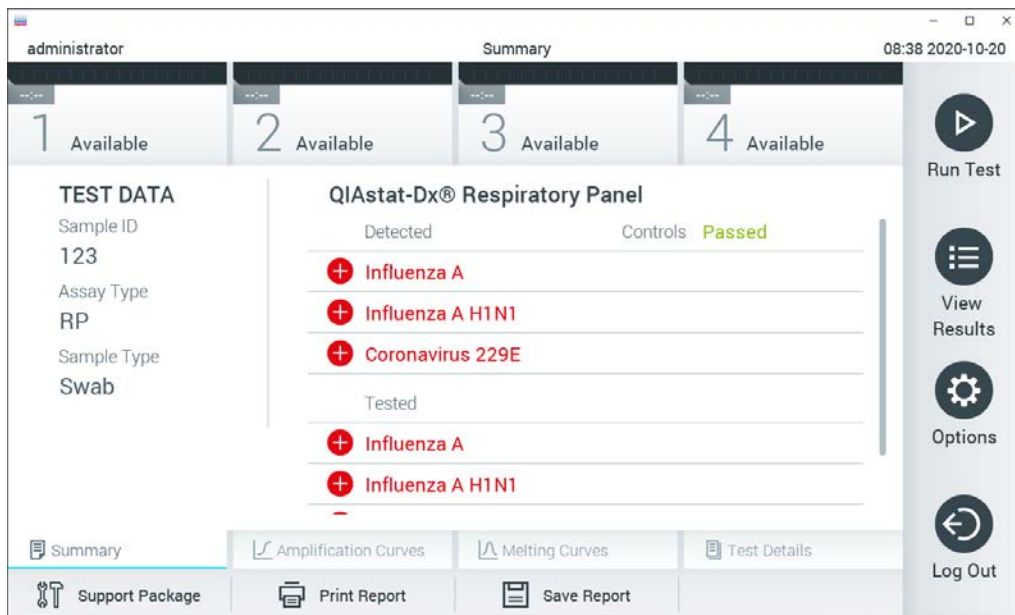 administrator Summary 08:38 2020-10-20
--:-- --:-- --:-- --:--
1 Available 2 Available 3 Available 4 Available
Run Test
TEST DATA
Sample ID
123
Assay Type
RP
Sample Type
Swab
QIAstat-Dx® Respiratory Panel
Detected Controls Passed
Influenza A
Influenza A H1N1
Coronavirus 229E
Tested
Influenza A
Influenza A H1N1
View
Results
Options
Log Out
Summary Amplification Curves Melting Curves Test Details
Support Package Print Report Save Report